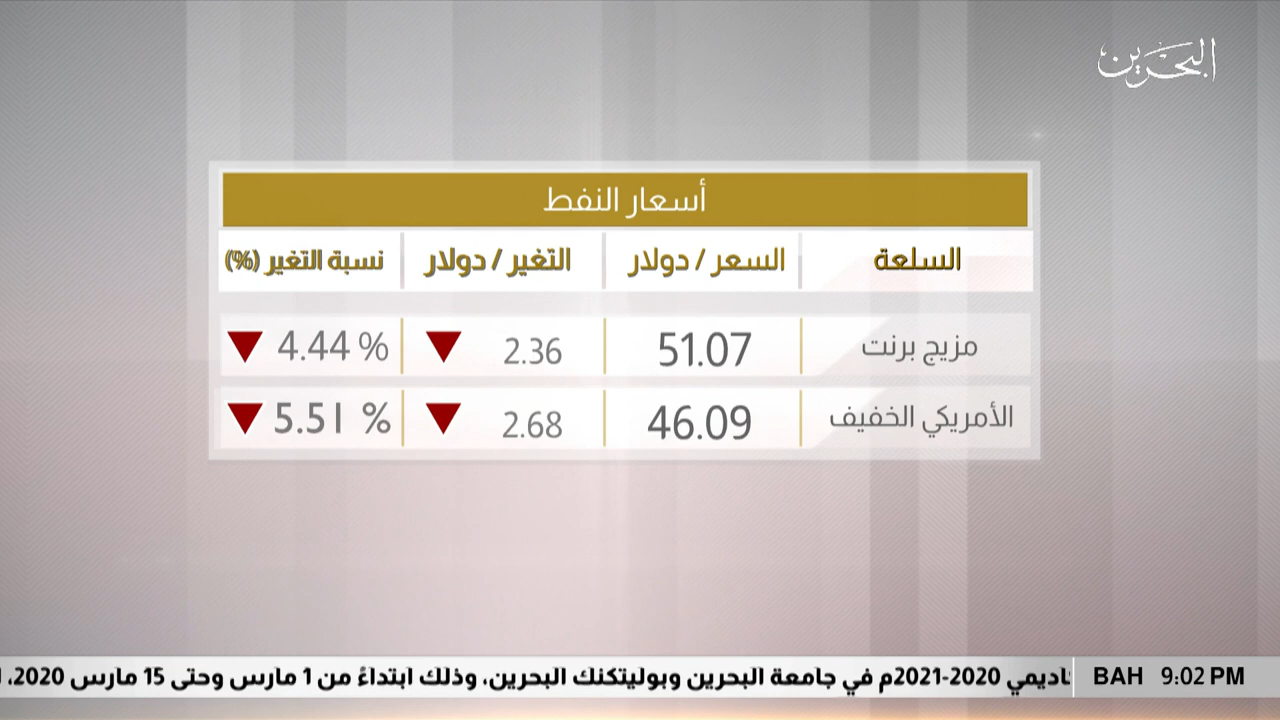 البحرين
أسعار النفط
السلعة السعر / دولار التغير / دولار نسبة التغير (%)
مزيج برنت 51.07 2.36 4.44 %
الأمريكي الخفيف 46.09 2.68 5.51 %
2020-2021م في جامعة البحرين وبوليتكنك البحرين، وذلك ابتداءً من 1 مارس وحتى 15 مارس 2020،
BAH 9:02 PM